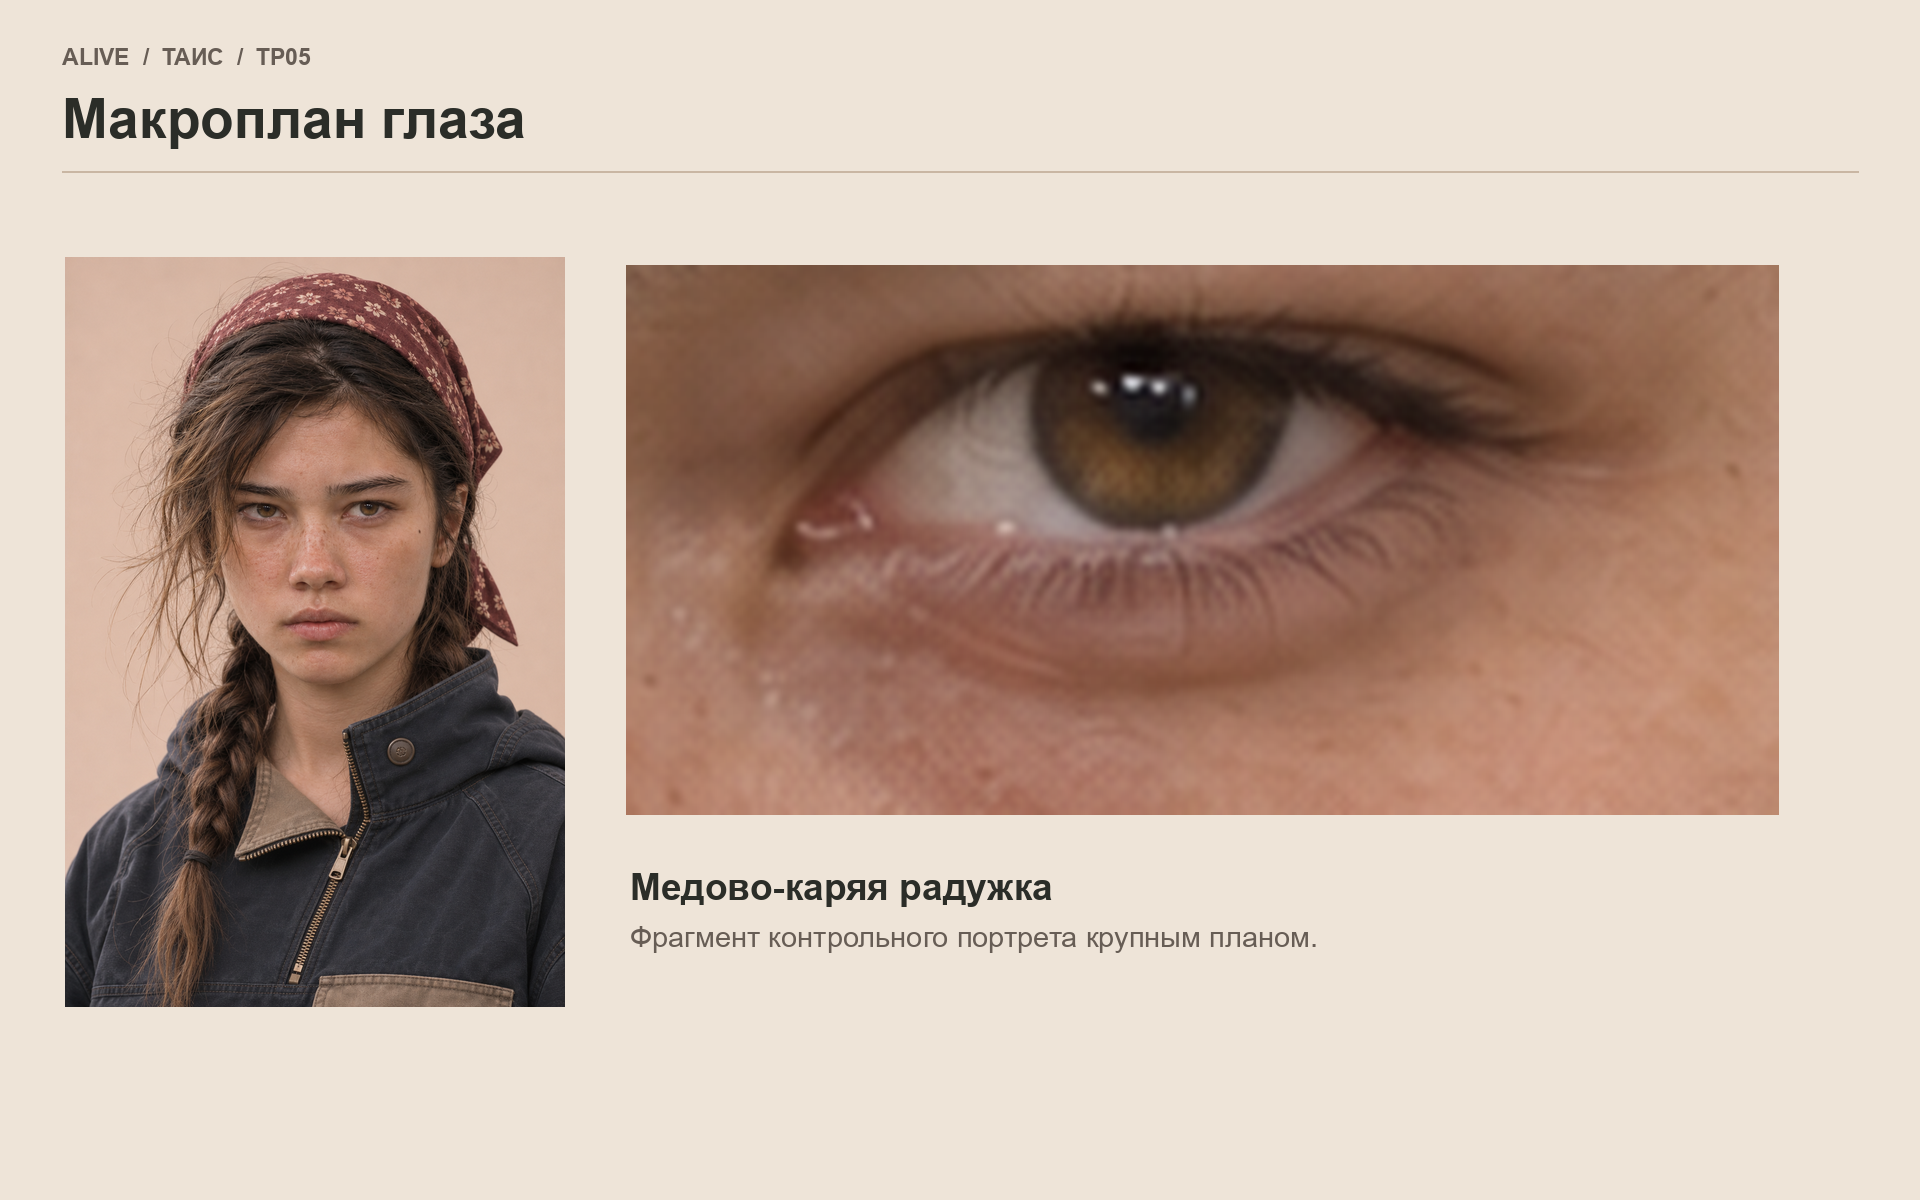 ALIVE / ТАИС / TP05
Макроплан глаза
Медово-каряя радужка
Фрагмент контрольного портрета крупным планом.